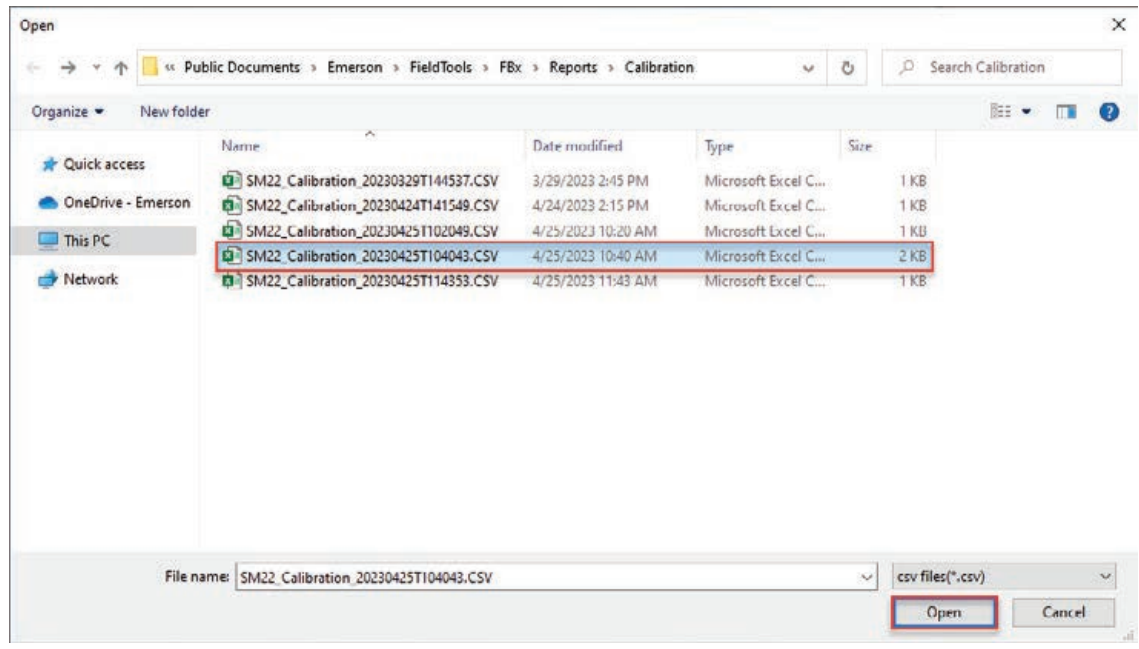 Open
« Public Documents > Emerson > FieldTools > FBx > Reports > Calibration
Search Calibration
Organize
New folder
Name Date modified Type Size
Quick access
OneDrive - Emerson
This PC
Network
SM22_Calibration_20230329T144537.CSV 3/29/2023 2:45 PM Microsoft Excel C... 1 KB
SM22_Calibration_20230424T141549.CSV 4/24/2023 2:15 PM Microsoft Excel C... 1 KB
SM22_Calibration_20230425T102049.CSV 4/25/2023 10:20 AM Microsoft Excel C... 1 KB
SM22_Calibration_20230425T104043.CSV 4/25/2023 10:40 AM Microsoft Excel C... 2 KB
SM22_Calibration_20230425T114353.CSV 4/25/2023 11:43 AM Microsoft Excel C... 1 KB
File name: SM22_Calibration_20230425T104043.CSV
csv files(*.csv)
Open Cancel